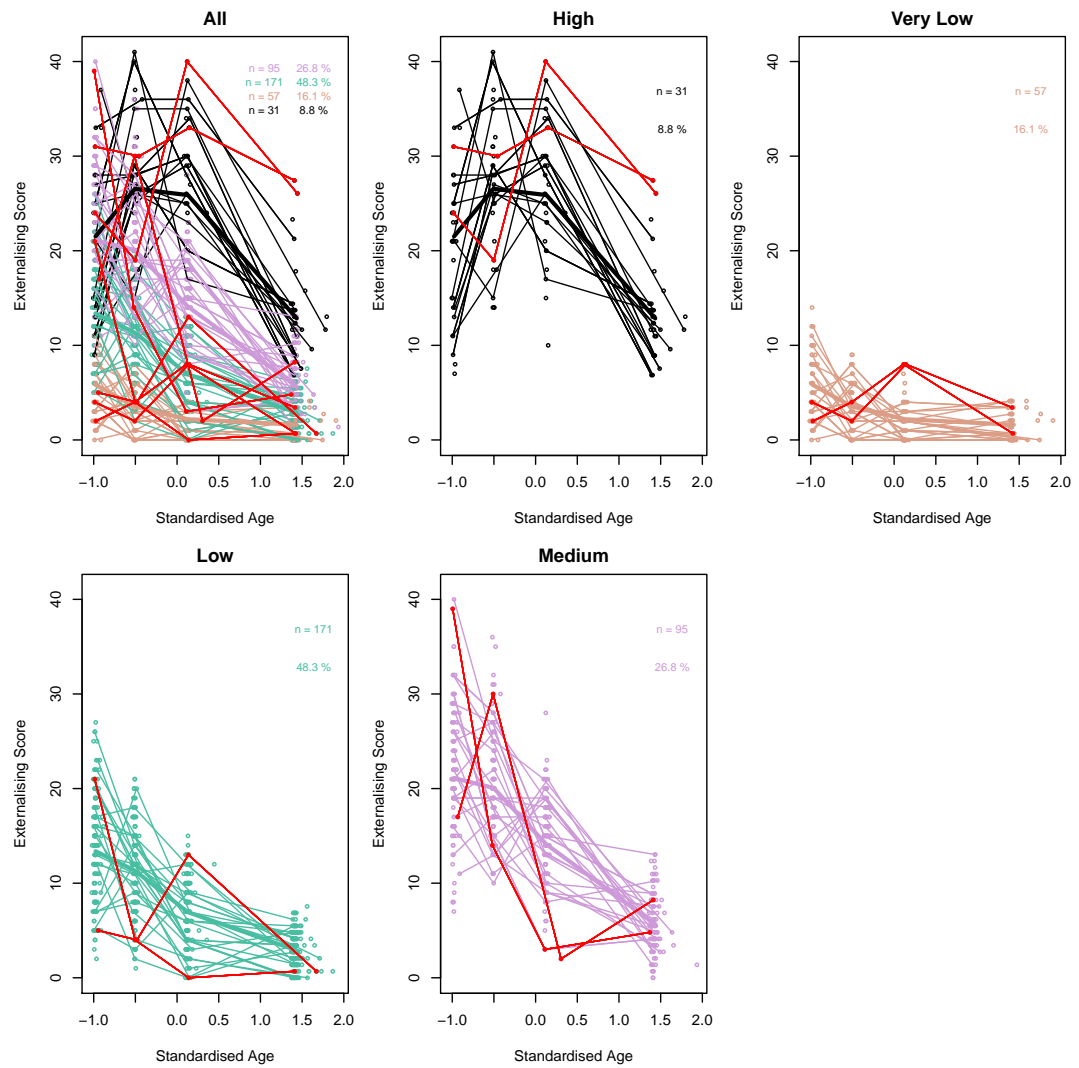 All
n = 95 26.8 %
n = 171 48.3 %
n = 57 16.1 %
n = 31 8.8 %
Externalising Score
0 10 20 30 40
−1.0 0.0 0.5 1.0 1.5 2.0
Standardised Age
High
n = 31
8.8 %
Externalising Score
0 10 20 30 40
−1.0 0.0 0.5 1.0 1.5 2.0
Standardised Age
Very Low
n = 57
16.1 %
Externalising Score
0 10 20 30 40
−1.0 0.0 0.5 1.0 1.5 2.0
Standardised Age
Low
n = 171
48.3 %
Externalising Score
0 10 20 30 40
−1.0 0.0 0.5 1.0 1.5 2.0
Standardised Age
Medium
n = 95
26.8 %
Externalising Score
0 10 20 30 40
−1.0 0.0 0.5 1.0 1.5 2.0
Standardised Age